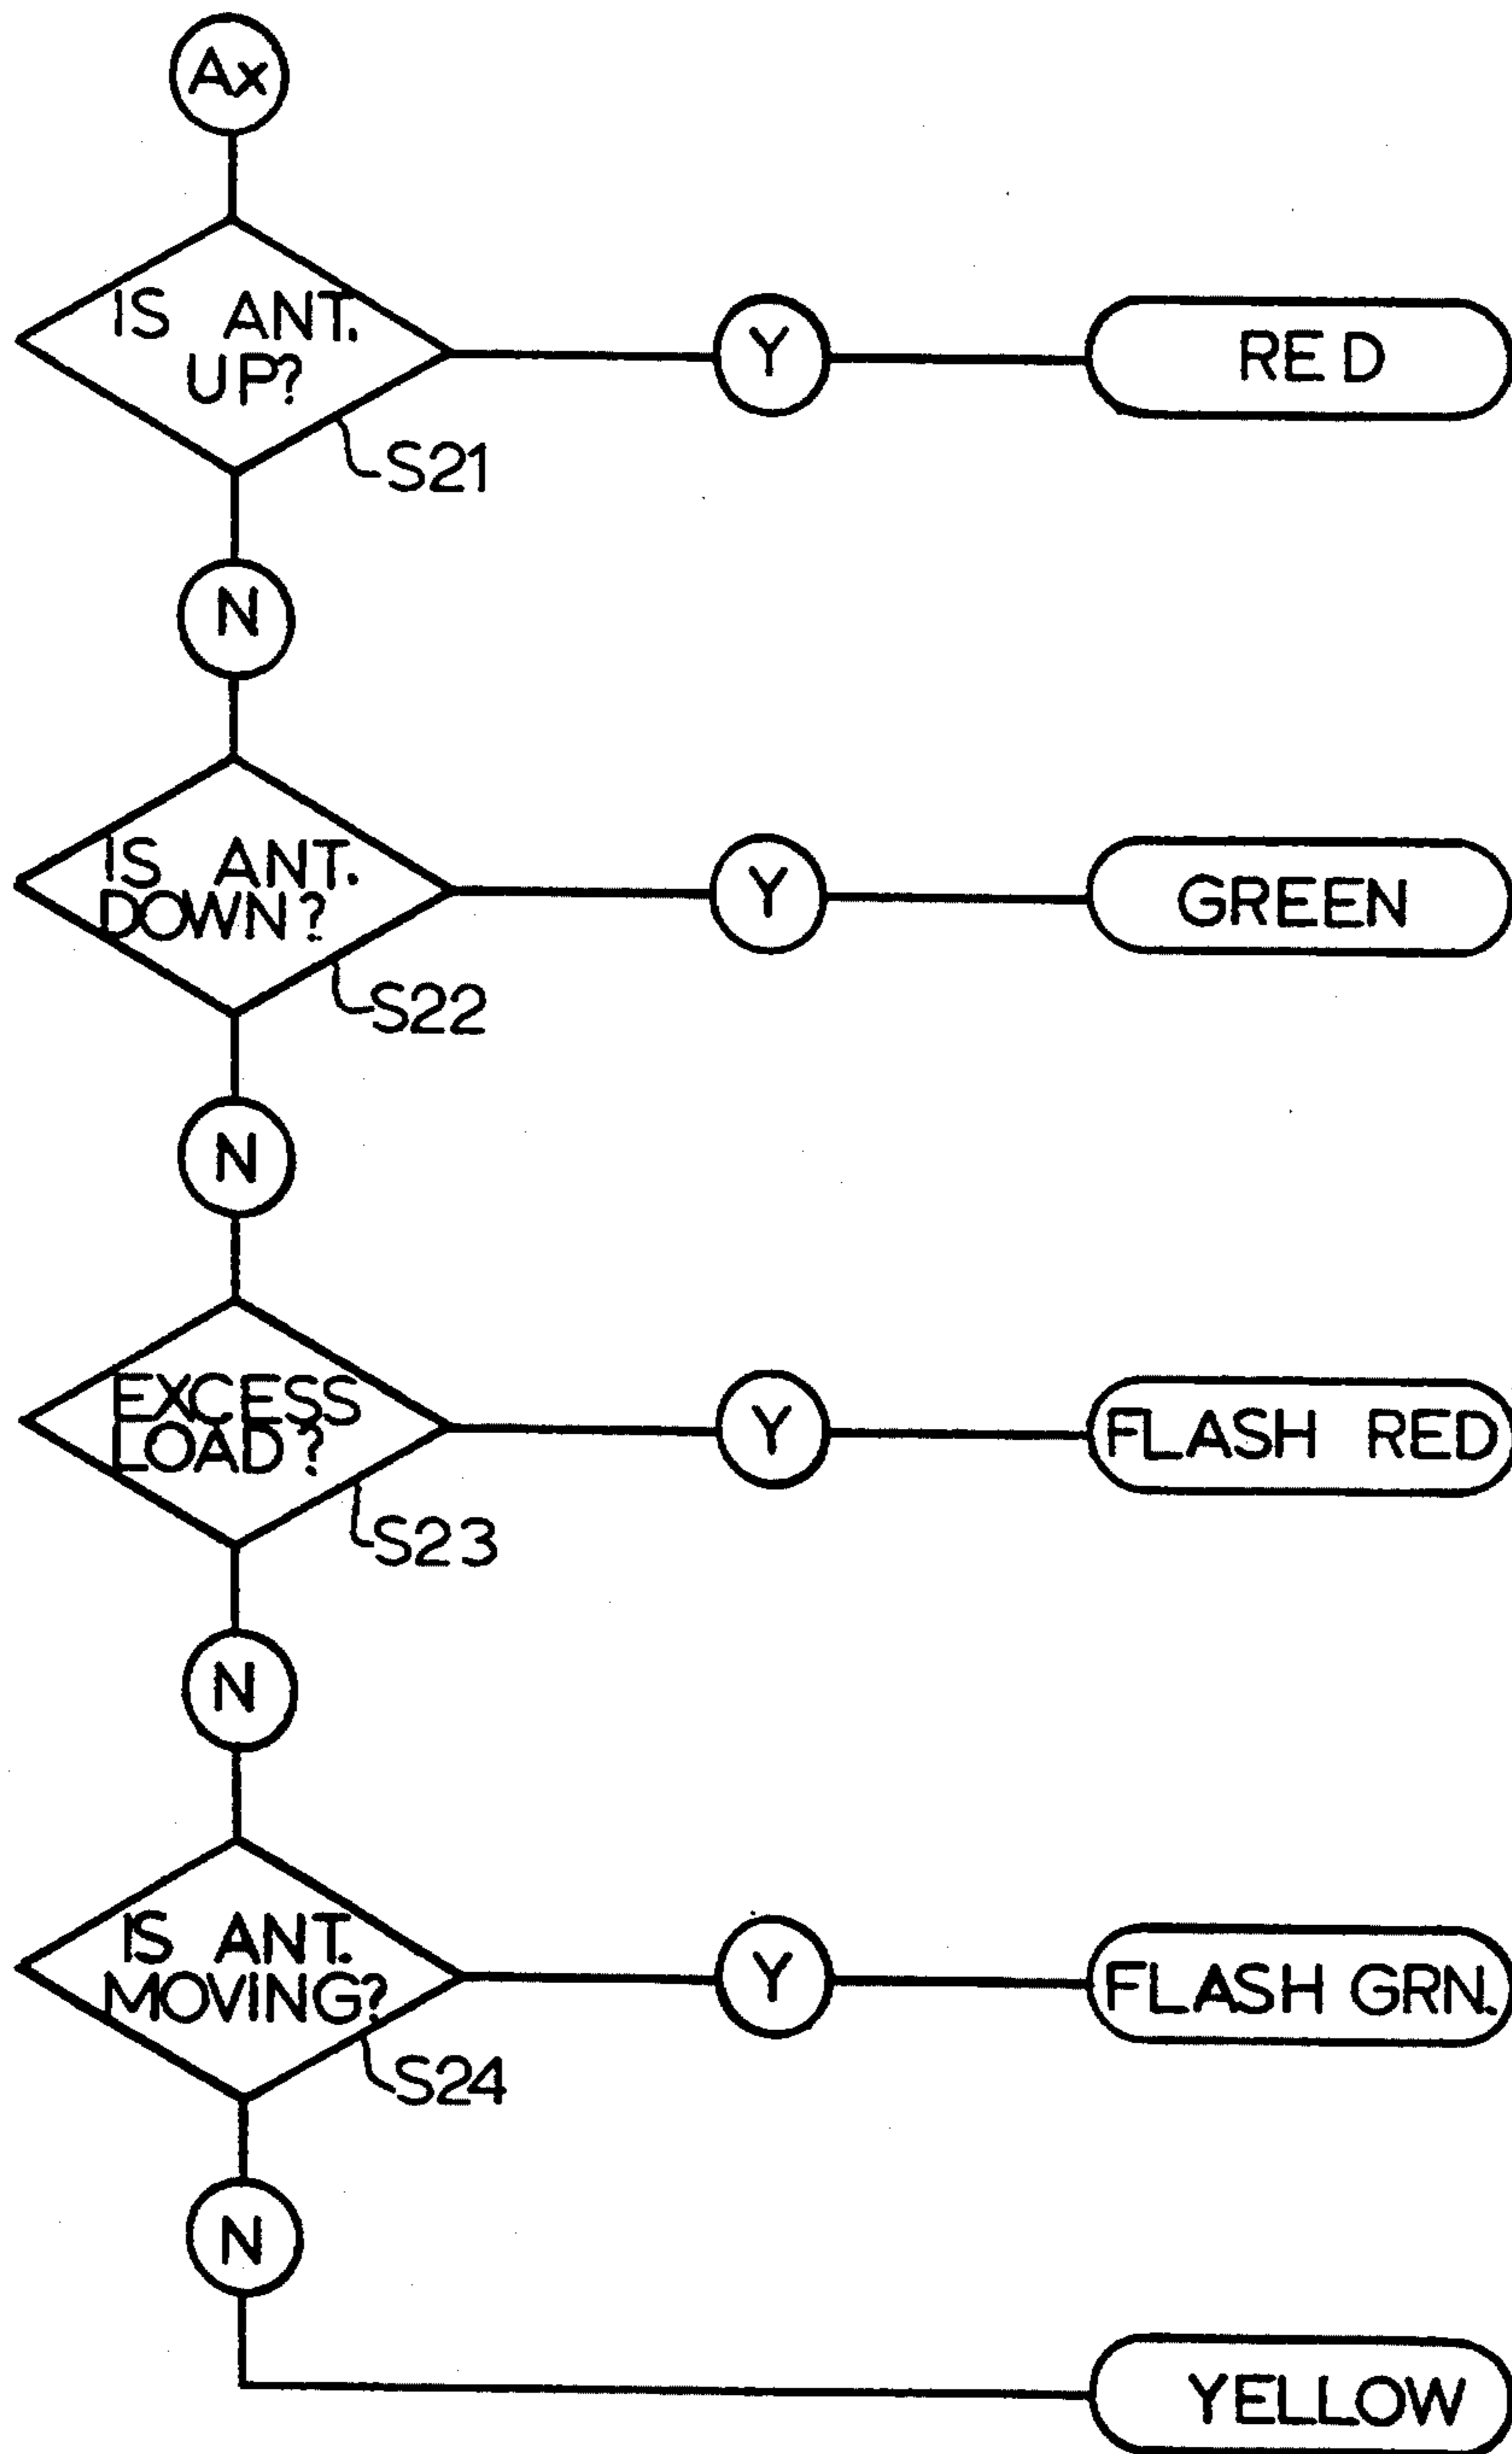 Ax
IS ANT.
UP?
Y
RED
S21
N
IS ANT.
DOWN?
Y
GREEN
S22
N
EXCESS
LOAD?
Y
FLASH RED
S23
N
IS ANT.
MOVING?
Y
FLASH GRN.
S24
N
YELLOW